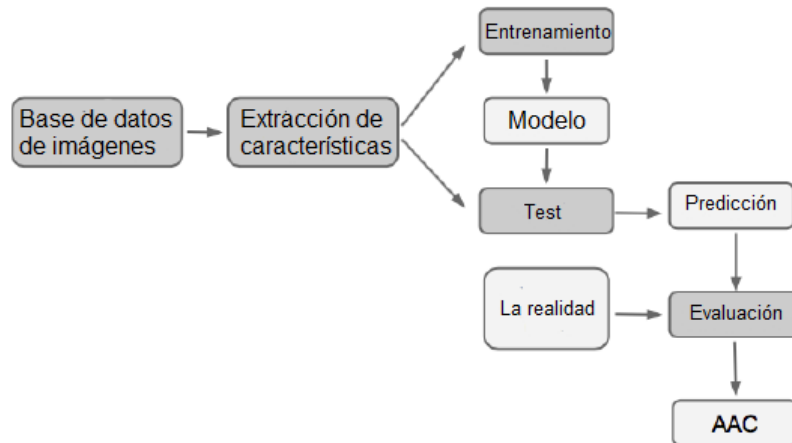 Entrenamiento
Base de datos
de imágenes
Extracción de
características
Modelo
Test
Predicción
La realidad
Evaluación
AAC